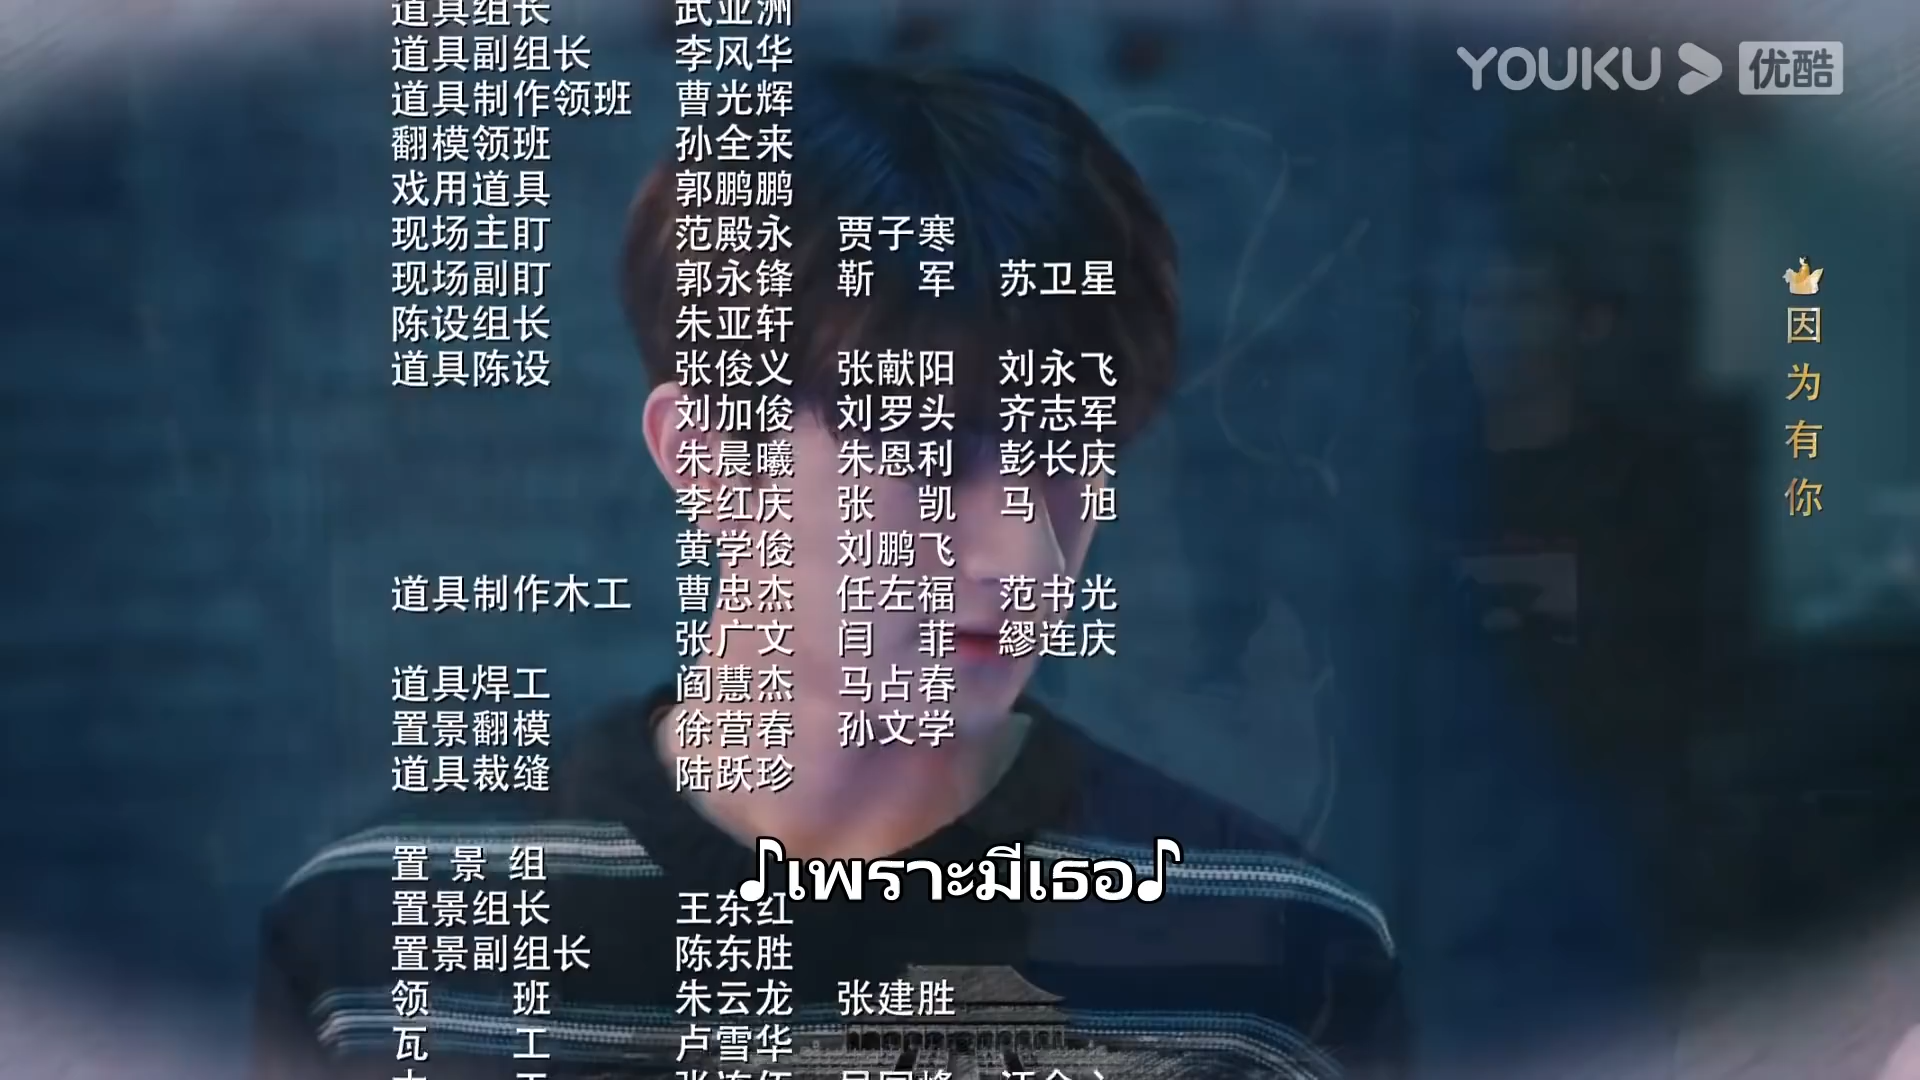 道具组长 武亚洲
道具副组长 李风华
YOUKU 优酷
道具制作领班 曹光辉
翻模领班 孙全来
戏用道具 郭鹏鹏
现场主盯 范殿永 贾子寒
现场副盯 郭永锋 靳 军 苏卫星
陈设组长 朱亚轩
道具陈设 张俊义 张献阳 刘永飞
刘加俊 刘罗头 齐志军
朱晨曦 朱恩利 彭长庆
李红庆 张 凯 马 旭
黄学俊 刘鹏飞
道具制作木工 曹忠杰 任左福 范书光
张广文 闫 菲 繆连庆
道具焊工 阎慧杰 马占春
置景翻模 徐营春 孙文学
道具裁缝 陆跃珍
置景组
♪เพราะมีเธอ♪
置景组长 王东红
置景副组长 陈东胜
领 班 朱云龙 张建胜
瓦 工 卢雪华
因为有你